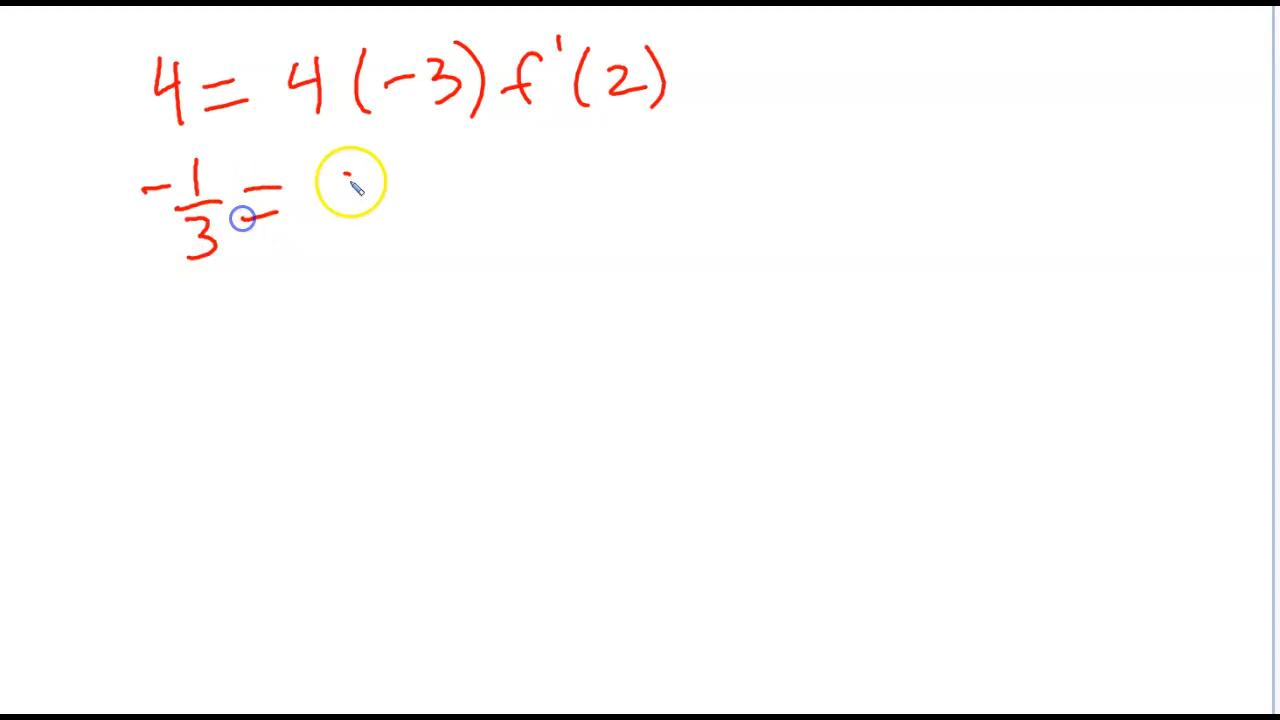 4 = 4(-3)f'(2)
-1/3 =